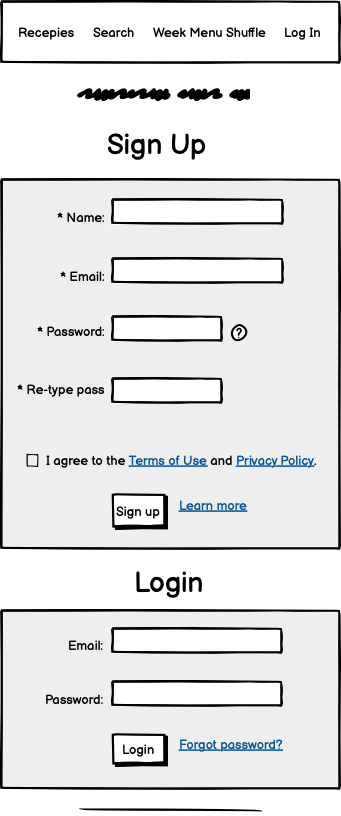 Recepies Search Week Menu Shuffle Log In
Sign Up
* Name:
* Email:
* Password: ?
* Re-type pass
I agree to the Terms of Use and Privacy Policy.
Sign up Learn more
Login
Email:
Password:
Login Forgot password?